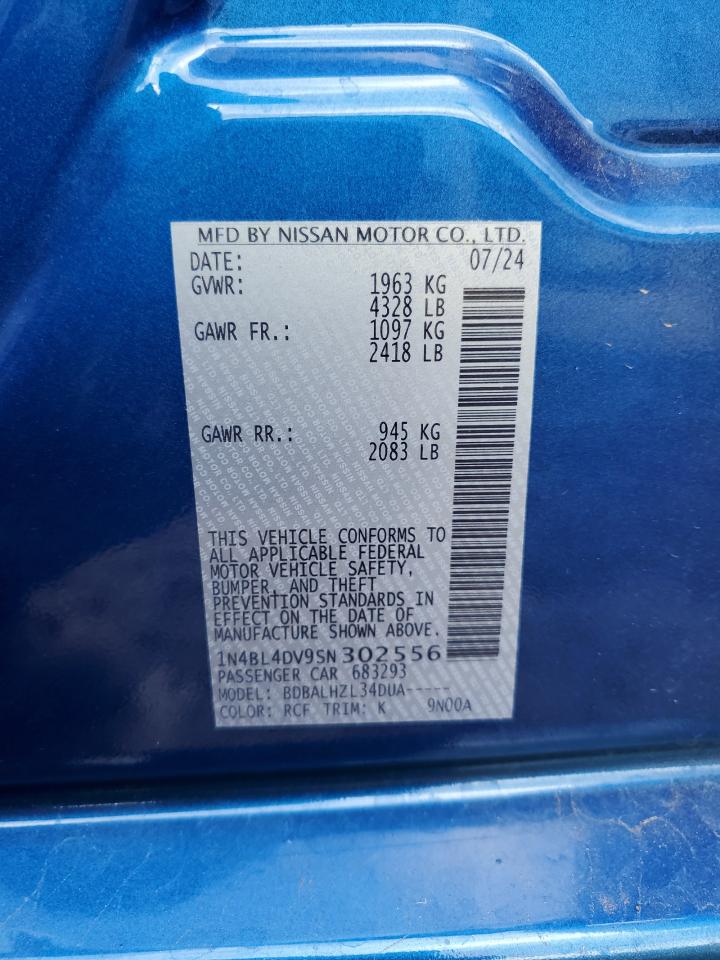 MFD BY NISSAN MOTOR CO., LTD.
DATE: 07/24
GVWR: 1963 KG
4328 LB
GAWR FR.: 1097 KG
2418 LB
GAWR RR.: 945 KG
2083 LB
THIS VEHICLE CONFORMS TO
ALL APPLICABLE FEDERAL
MOTOR VEHICLE SAFETY,
BUMPER, AND THEFT
PREVENTION STANDARDS IN
EFFECT ON THE DATE OF
MANUFACTURE SHOWN ABOVE.
1N4BL4DV9SN302556
PASSENGER CAR 683293
MODEL: BDBALHZL34DUA-----
COLOR: RCF TRIM: K 9N00A